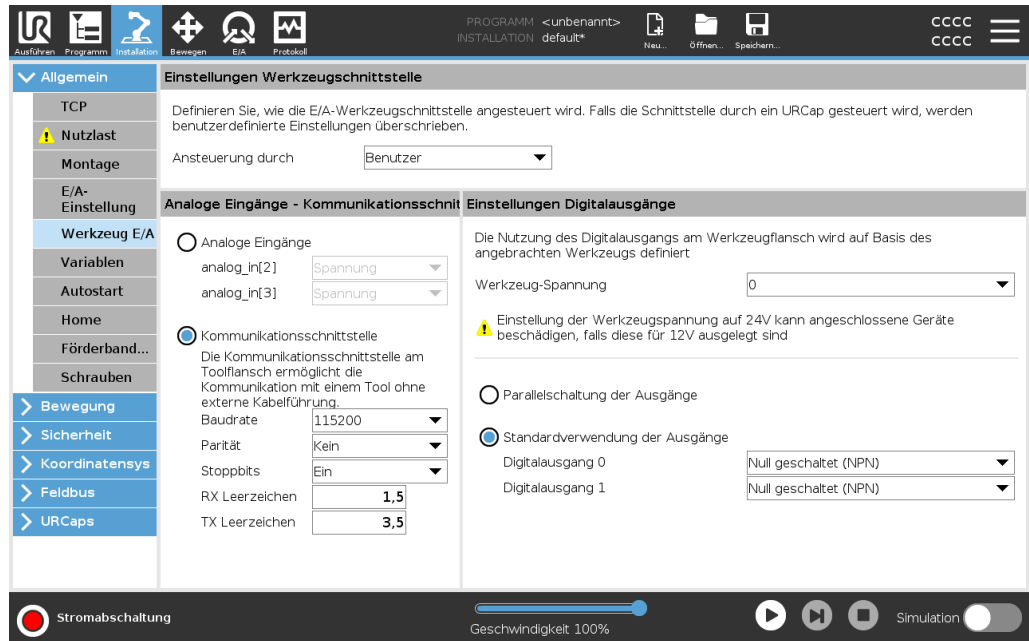 UR
Ausführen
Programm
Installation
Bewegen
E/A
Protokoll
PROGRAMM <unbenannt>
INSTALLATION default*
Neu...
Öffnen...
Speichern...
CCCC
CCCC
Allgemein
TCP
Nutzlast
Montage
E/A-
Einstellung
Werkzeug E/A
Variablen
Autostart
Home
Förderband...
Schrauben
Bewegung
Sicherheit
Koordinatensys
Feldbus
URCaps
Einstellungen Werkzeugschnittstelle
Definieren Sie, wie die E/A-Werkzeugschnittstelle angesteuert wird. Falls die Schnittstelle durch ein URCap gesteuert wird, werden
benutzerdefinierte Einstellungen überschrieben.
Ansteuerung durch Benutzer
Analoge Eingänge - Kommunikationsschnit
Analoge Eingänge
analog_in[2] Spannung
analog_in[3] Spannung
Kommunikationsschnittstelle
Die Kommunikationsschnittstelle am
Toolflansch ermöglicht die
Kommunikation mit einem Tool ohne
externe Kabelführung.
Baudrate 115200
Parität Kein
Stoppbits Ein
RX Leerzeichen 1,5
TX Leerzeichen 3,5
Einstellungen Digitalausgänge
Die Nutzung des Digitalausgangs am Werkzeugflansch wird auf Basis des
angebrachten Werkzeugs definiert
Werkzeug-Spannung 0
Einstellung der Werkzeugspannung auf 24V kann angeschlossene Geräte
beschädigen, falls diese für 12V ausgelegt sind
Parallelschaltung der Ausgänge
Standardverwendung der Ausgänge
Digitalausgang 0 Null geschaltet (NPN)
Digitalausgang 1 Null geschaltet (NPN)
Stromabschaltung
Geschwindigkeit 100%
Simulation